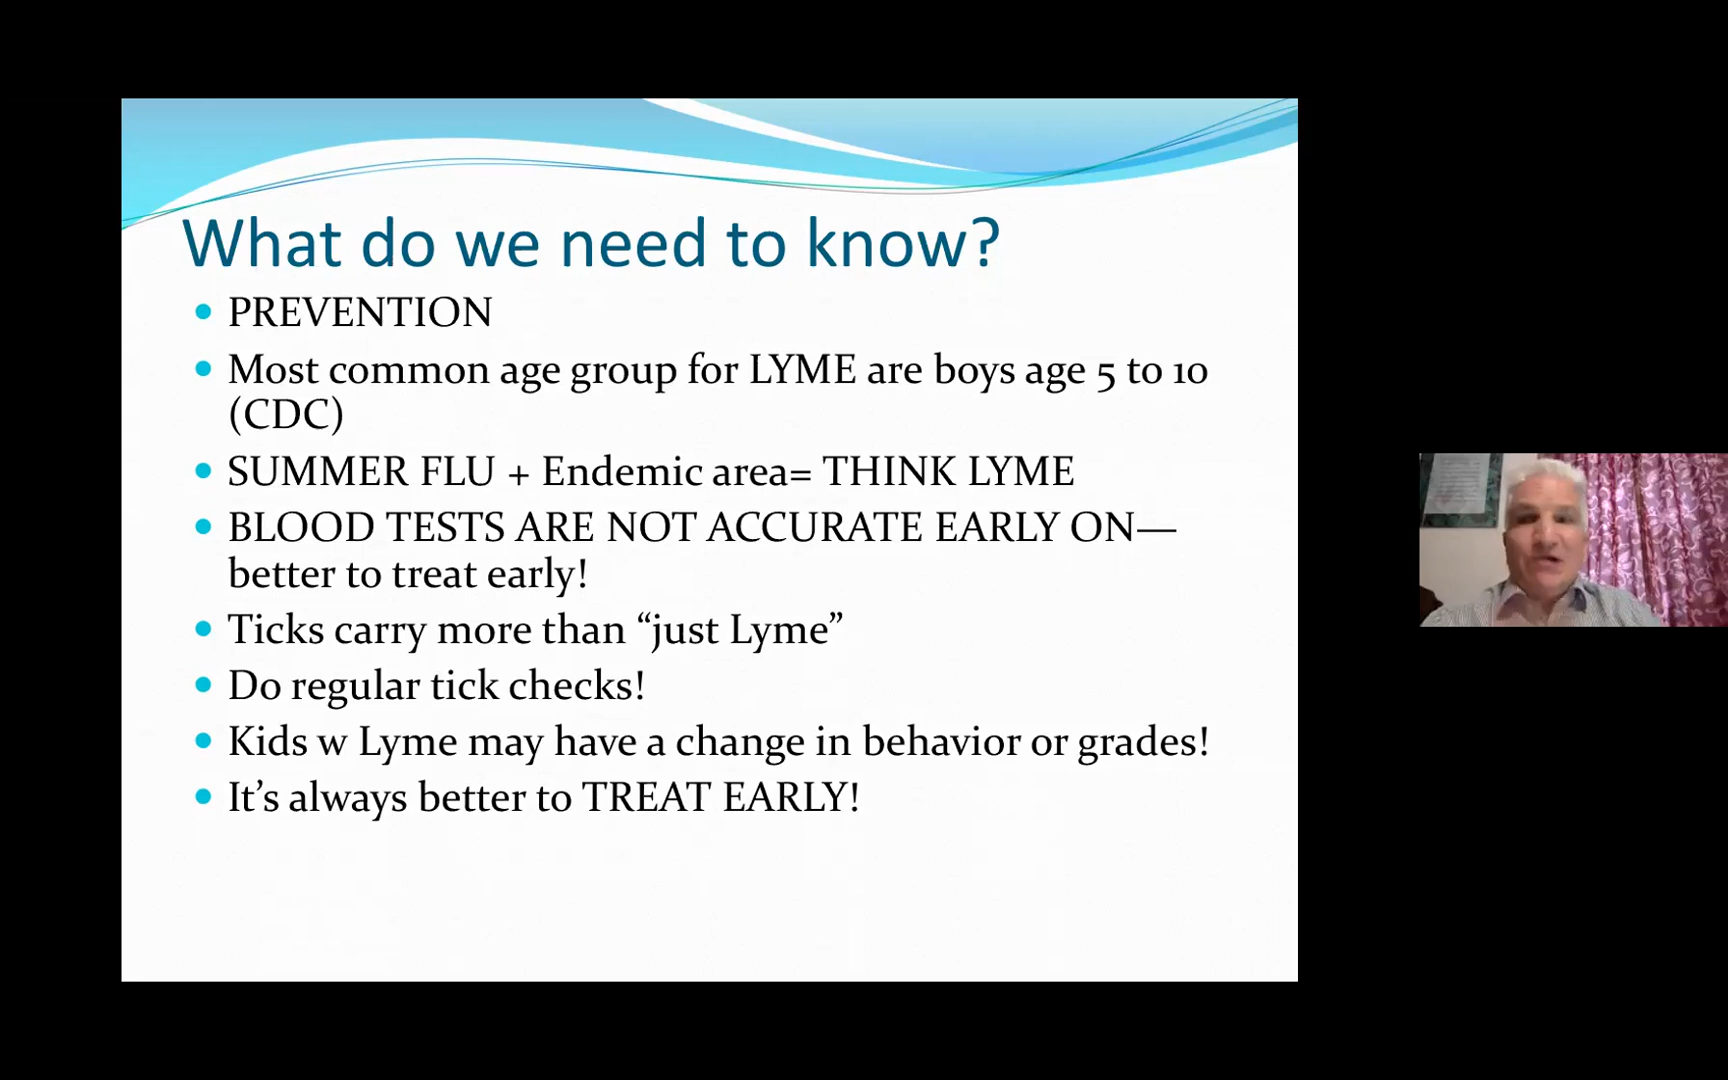 What do we need to know?
• PREVENTION
• Most common age group for LYME are boys age 5 to 10
(CDC)
• SUMMER FLU + Endemic area= THINK LYME
• BLOOD TESTS ARE NOT ACCURATE EARLY ON—
better to treat early!
• Ticks carry more than “just Lyme”
• Do regular tick checks!
• Kids w Lyme may have a change in behavior or grades!
• It’s always better to TREAT EARLY!